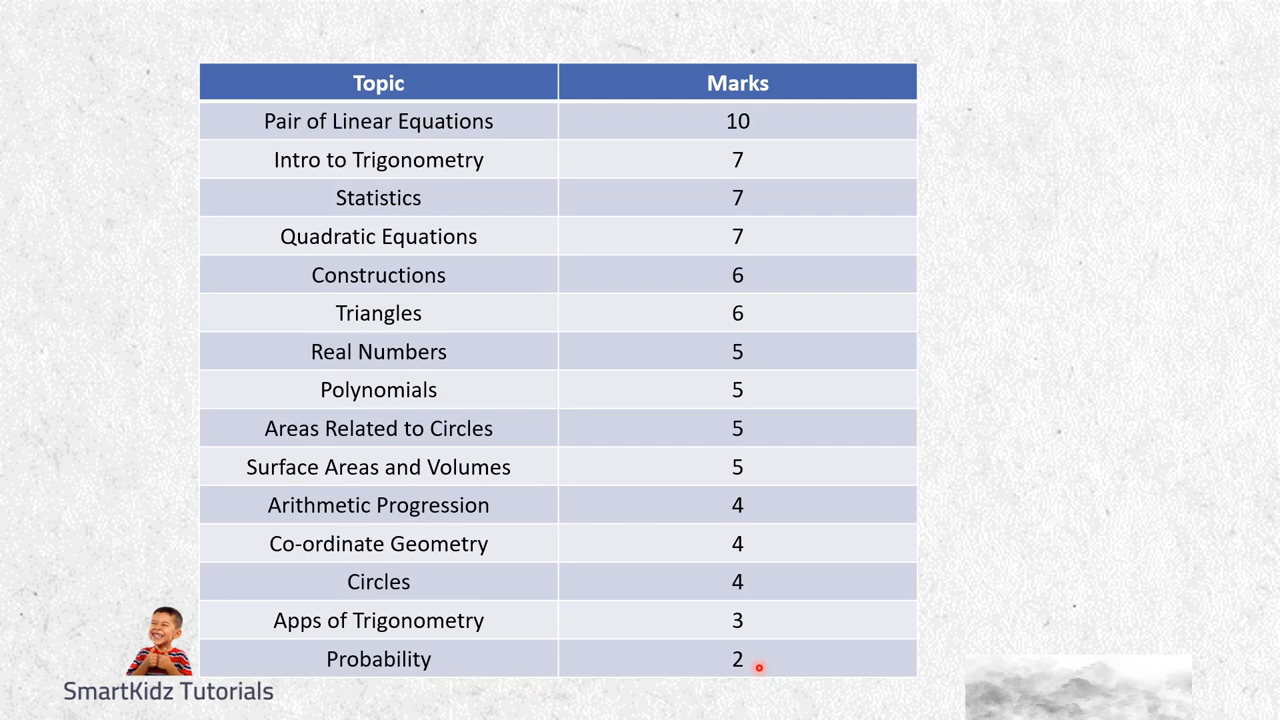 Topic Marks
Pair of Linear Equations 10
Intro to Trigonometry 7
Statistics 7
Quadratic Equations 7
Constructions 6
Triangles 6
Real Numbers 5
Polynomials 5
Areas Related to Circles 5
Surface Areas and Volumes 5
Arithmetic Progression 4
Co-ordinate Geometry 4
Circles 4
Apps of Trigonometry 3
Probability 2
SmartKidz Tutorials